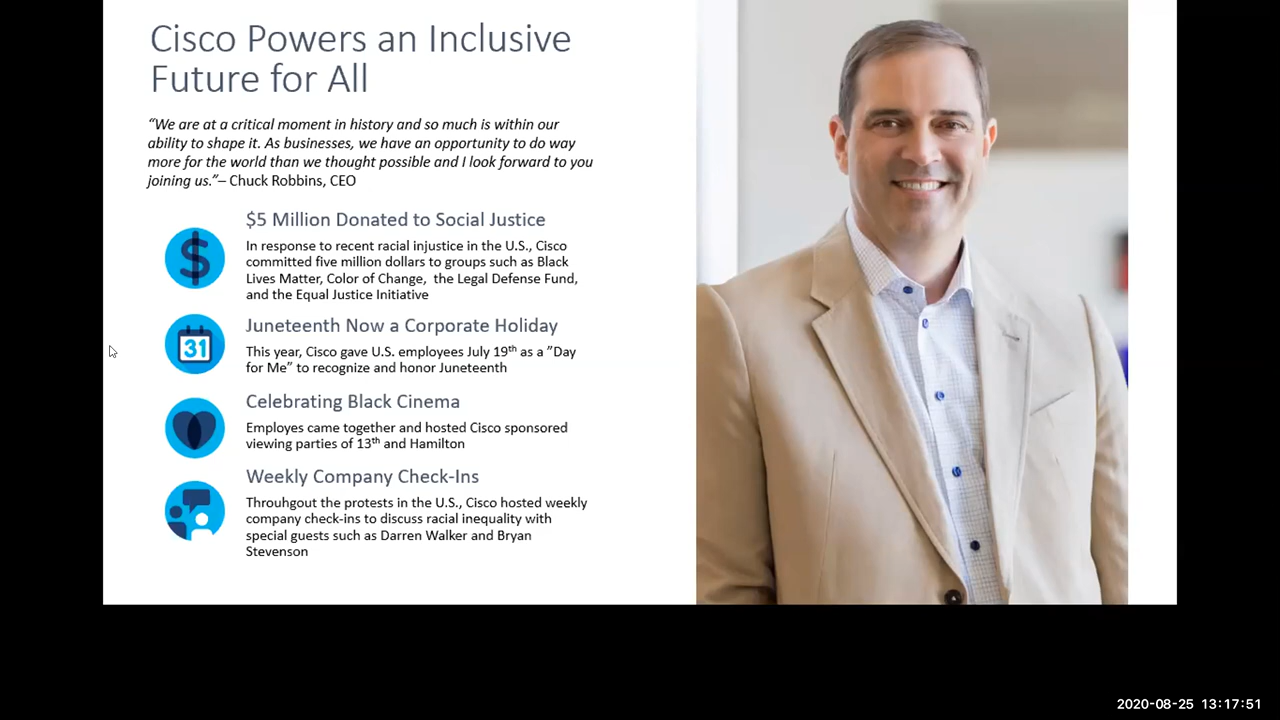 Cisco Powers an Inclusive
Future for All
“We are at a critical moment in history and so much is within our
ability to shape it. As businesses, we have an opportunity to do way
more for the world than we thought possible and I look forward to you
joining us.”– Chuck Robbins, CEO
$5 Million Donated to Social Justice
In response to recent racial injustice in the U.S., Cisco
committed five million dollars to groups such as Black
Lives Matter, Color of Change,  the Legal Defense Fund,
and the Equal Justice Initiative
31
Juneteenth Now a Corporate Holiday
This year, Cisco gave U.S. employees July 19th as a ”Day
for Me” to recognize and honor Juneteenth
Celebrating Black Cinema
Employes came together and hosted Cisco sponsored
viewing parties of 13th and Hamilton
Weekly Company Check-Ins
Throuhgout the protests in the U.S., Cisco hosted weekly
company check-ins to discuss racial inequality with
special guests such as Darren Walker and Bryan
Stevenson
2020-08-25 13:17:51